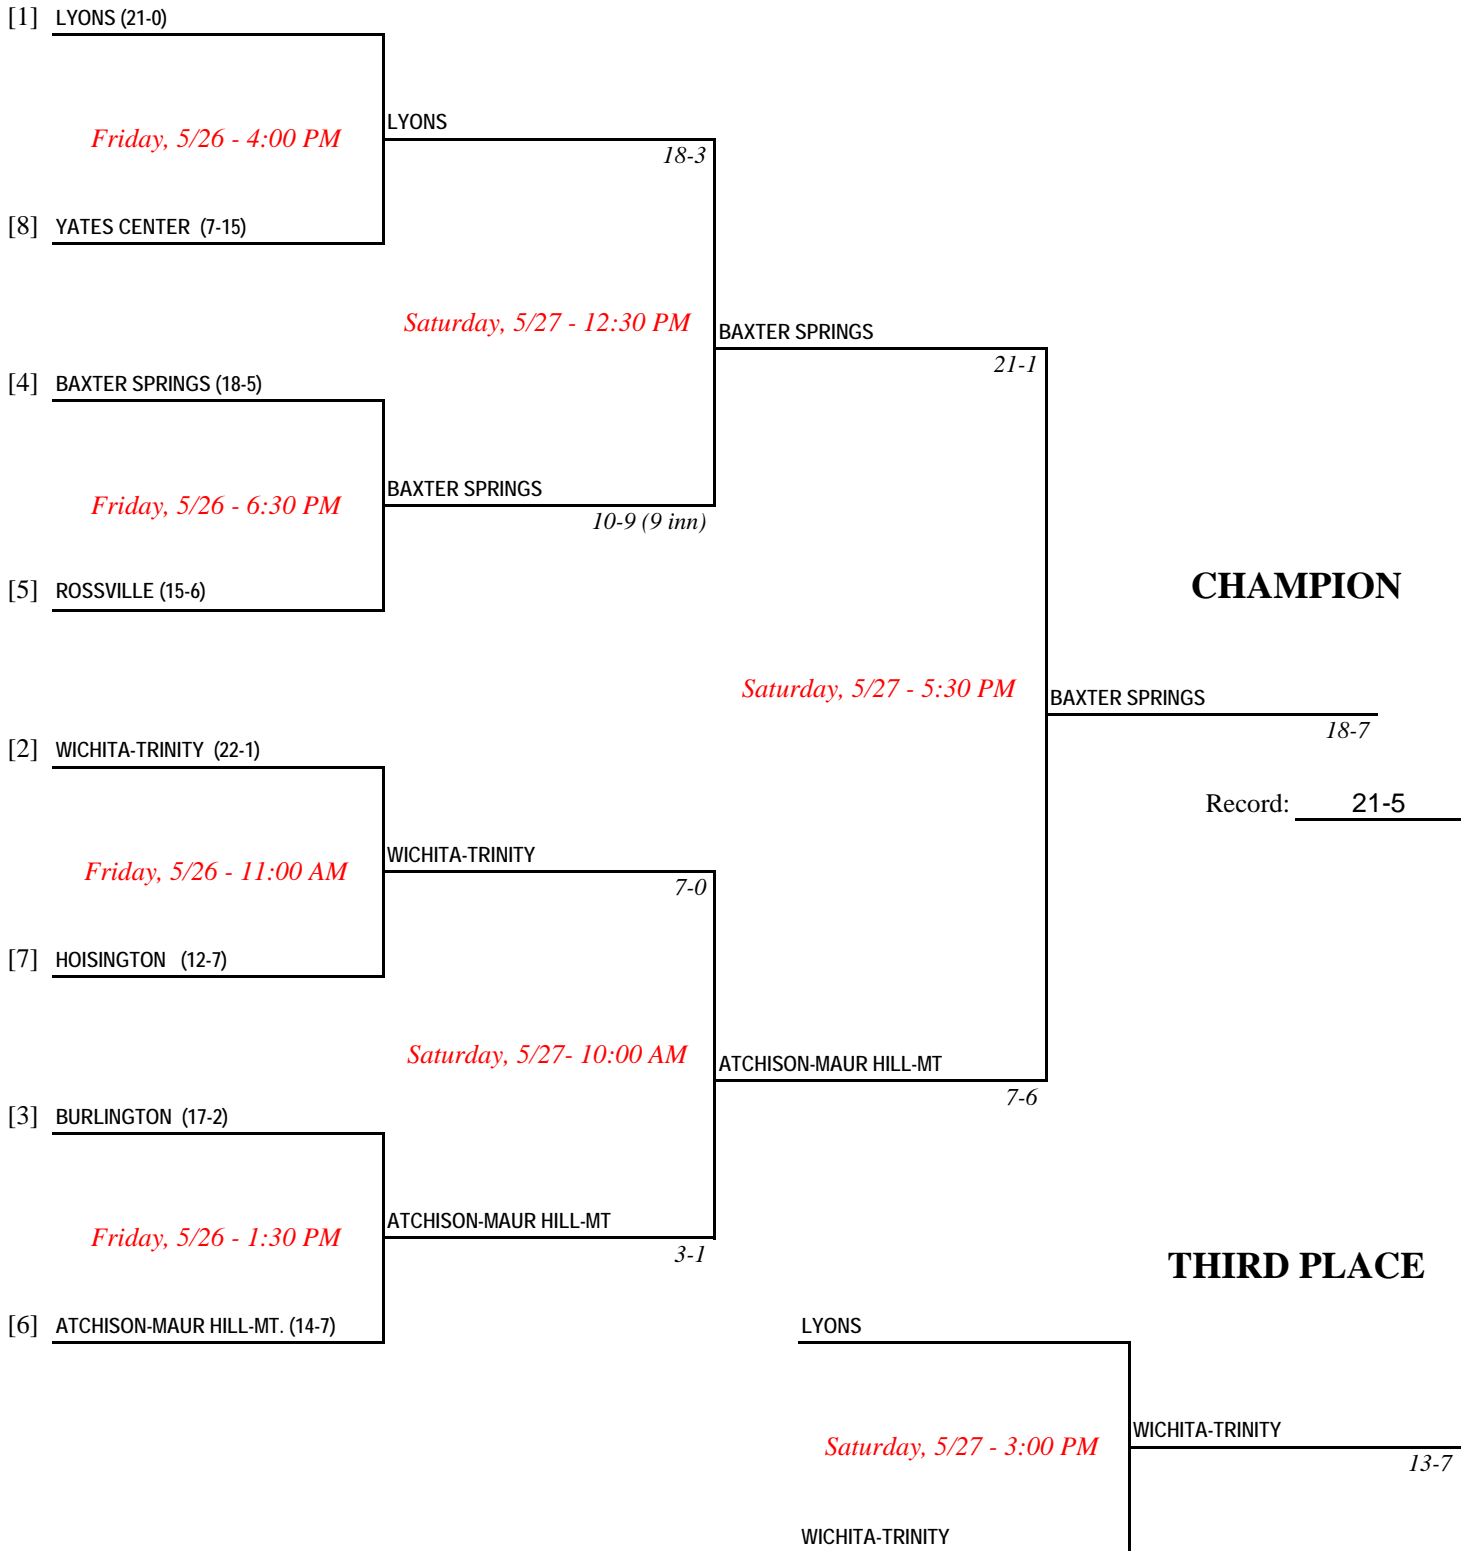 [1] LYONS (21-0)
LYONS
Friday, 5/26 - 4:00 PM
18-3
[8] YATES CENTER (7-15)
Saturday, 5/27 - 12:30 PM
BAXTER SPRINGS
21-1
[4] BAXTER SPRINGS (18-5)
BAXTER SPRINGS
Friday, 5/26 - 6:30 PM
10-9 (9 inn)
[5] ROSSVILLE (15-6)
CHAMPION
Saturday, 5/27 - 5:30 PM
BAXTER SPRINGS
18-7
[2] WICHITA-TRINITY (22-1)
Record: 21-5
WICHITA-TRINITY
Friday, 5/26 - 11:00 AM
7-0
[7] HOISINGTON (12-7)
Saturday, 5/27- 10:00 AM
ATCHISON-MAUR HILL-MT
7-6
[3] BURLINGTON (17-2)
ATCHISON-MAUR HILL-MT
Friday, 5/26 - 1:30 PM
3-1
THIRD PLACE
[6] ATCHISON-MAUR HILL-MT. (14-7)
LYONS
WICHITA-TRINITY
Saturday, 5/27 - 3:00 PM
13-7
WICHITA-TRINITY